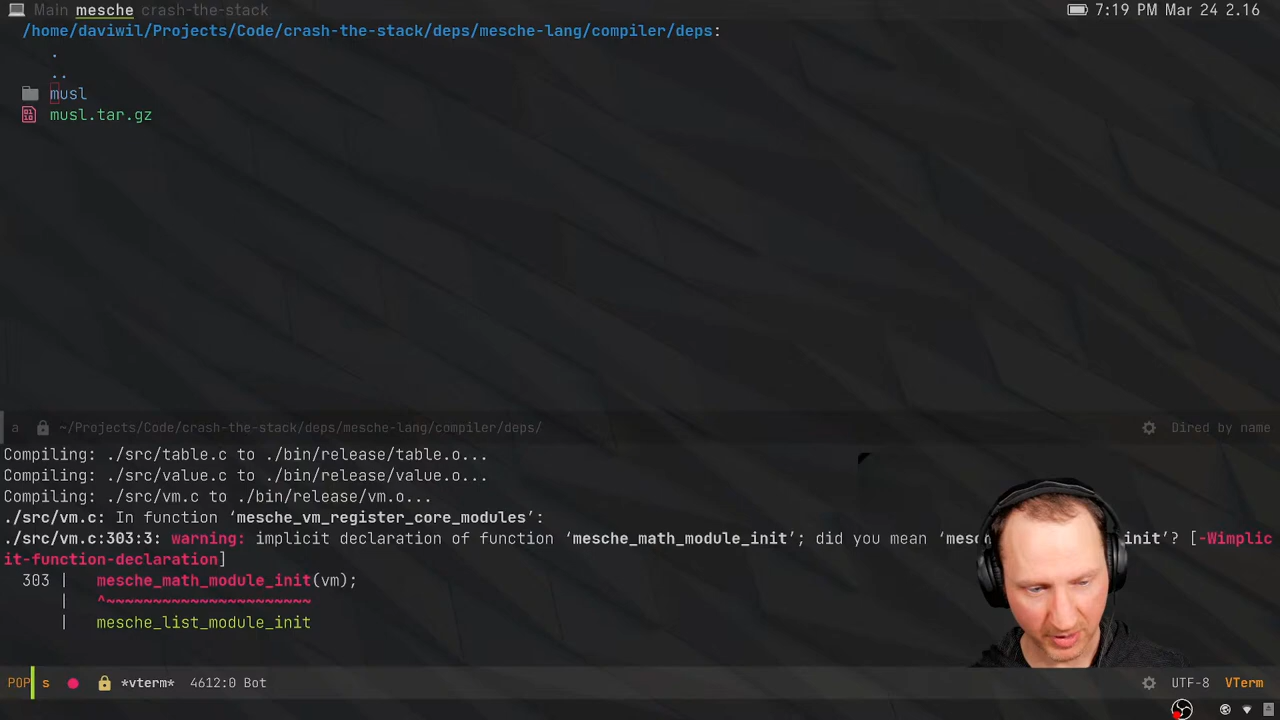 Main mesche crash-the-stack 7:19 PM Mar 24 2.16
/home/daviwil/Projects/Code/crash-the-stack/deps/mesche-lang/compiler/deps:
.
..
musl
musl.tar.gz
a ~/Projects/Code/crash-the-stack/deps/mesche-lang/compiler/deps/ Dired by name
Compiling: ./src/table.c to ./bin/release/table.o...
Compiling: ./src/value.c to ./bin/release/value.o...
Compiling: ./src/vm.c to ./bin/release/vm.o...
./src/vm.c: In function ‘mesche_vm_register_core_modules’:
./src/vm.c:303:3: warning: implicit declaration of function ‘mesche_math_module_init’; did you mean init’? [-Wimplic
it-function-declaration]
303 | mesche_math_module_init(vm);
| ^~~~~~~~~~~~~~~~~~~~~~~
| mesche_list_module_init
POP s *vterm* 4612:0 Bot UTF-8 VTerm